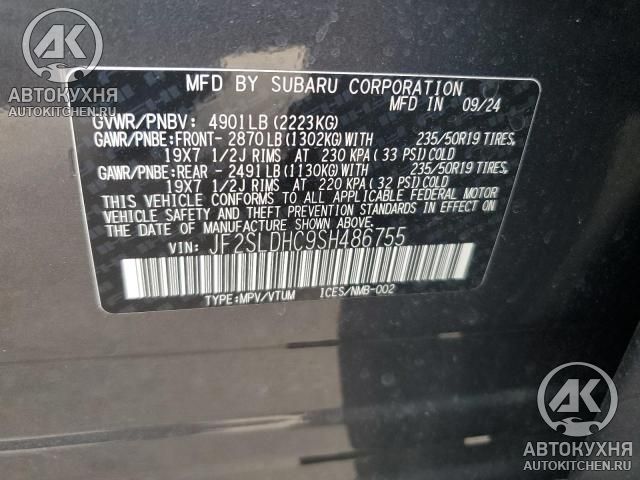 MFD BY SUBARU CORPORATION
MFD IN 09/24
GVWR/PNBV: 4901LB(2223KG)
GAWR/PNBE:FRONT- 2870LB(1302KG)WITH 235/50R19 TIRES,
19X7 1/2J RIMS AT 230 KPA(33 PSI)COLD
GAWR/PNBE:REAR - 2491LB(1130KG)WITH 235/50R19 TIRES,
19X7 1/2J RIMS AT 220 KPA(32 PSI)COLD
THIS VEHICLE CONFORMS TO ALL APPLICABLE FEDERAL MOTOR
VEHICLE SAFETY AND THEFT PREVENTION STANDARDS IN EFFECT ON
THE DATE OF MANUFACTURE SHOWN ABOVE.
VIN: JF2SLDHC9SH486755
TYPE:MPV/VTUM ICES/NMB-002
АК
АВТОКУХНЯ
AUTOKITCHEN.RU
АК
АВТОКУХНЯ
AUTOKITCHEN.RU